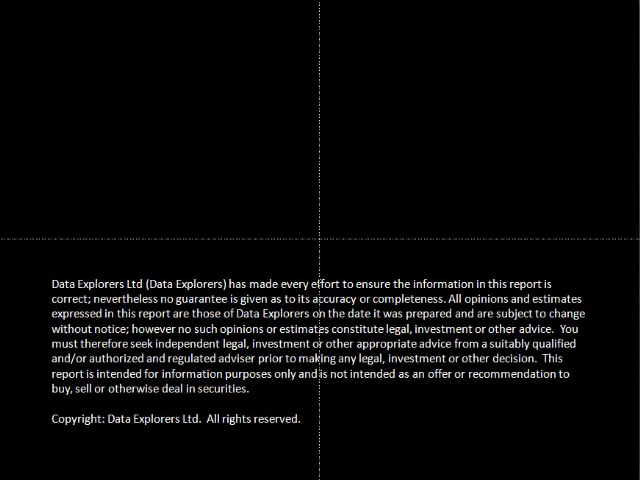 Data Explorers Ltd (Data Explorers) has made every effort to ensure the information in this report is
correct; nevertheless no guarantee is given as to its accuracy or completeness. All opinions and estimates
expressed in this report are those of Data Explorers on the date it was prepared and are subject to change
without notice; however no such opinions or estimates constitute legal, investment or other advice.  You
must therefore seek independent legal, investment or other appropriate advice from a suitably qualified
and/or authorized and regulated adviser prior to making any legal, investment or other decision.  This
report is intended for information purposes only and is not intended as an offer or recommendation to
buy, sell or otherwise deal in securities.
Copyright: Data Explorers Ltd.  All rights reserved.